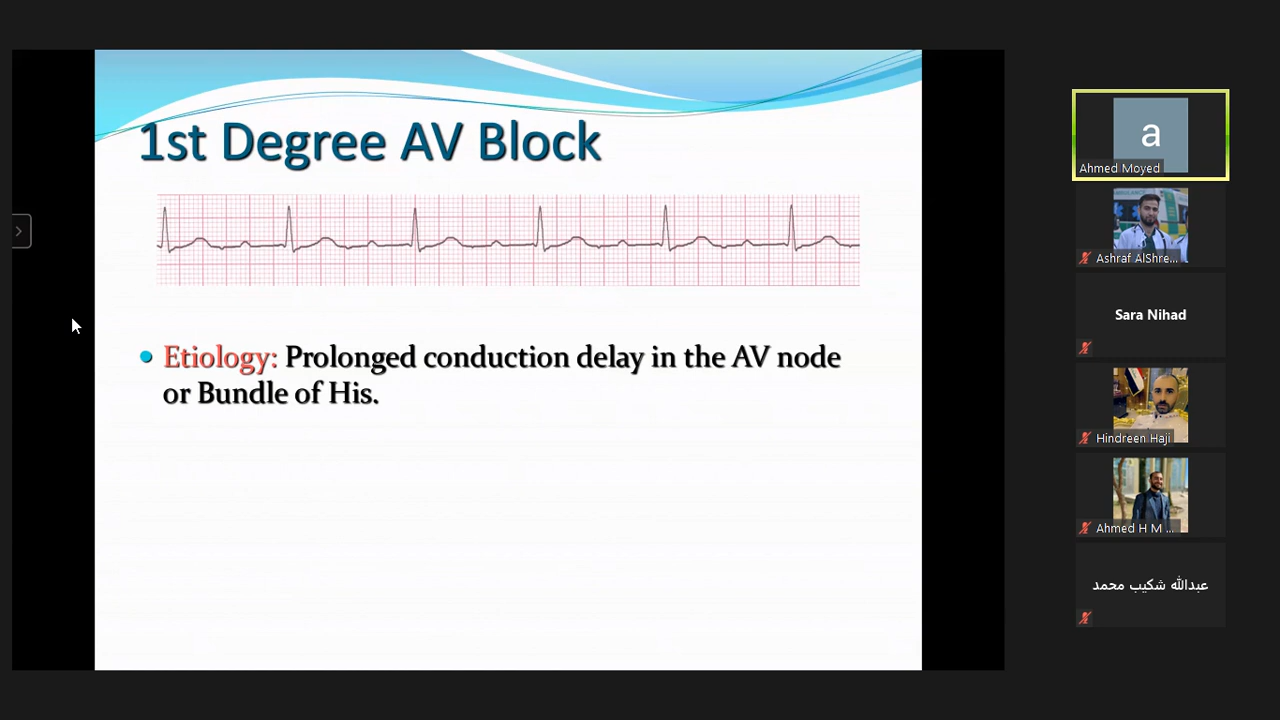 1st Degree AV Block
Etiology: Prolonged conduction delay in the AV node
or Bundle of His.
a
Ahmed Moyed
Ashraf AlShre...
Sara Nihad
Hindreen Haji
Ahmed H M ...
عبدالله شكيب محمد